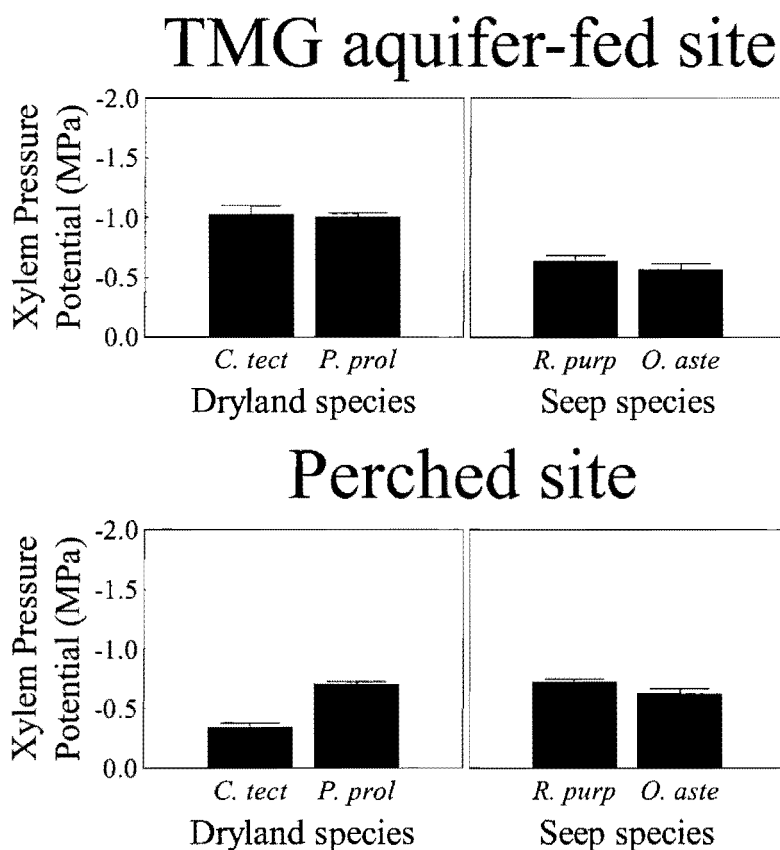 TMG aquifer-fed site
Xylem Pressure
Potential (MPa)
-2.0
-1.5
-1.0
-0.5
0.0
C. tect P. prol R. purp O. aste
Dryland species Seep species
Perched site
Xylem Pressure
Potential (MPa)
-2.0
-1.5
-1.0
-0.5
0.0
C. tect P. prol R. purp O. aste
Dryland species Seep species